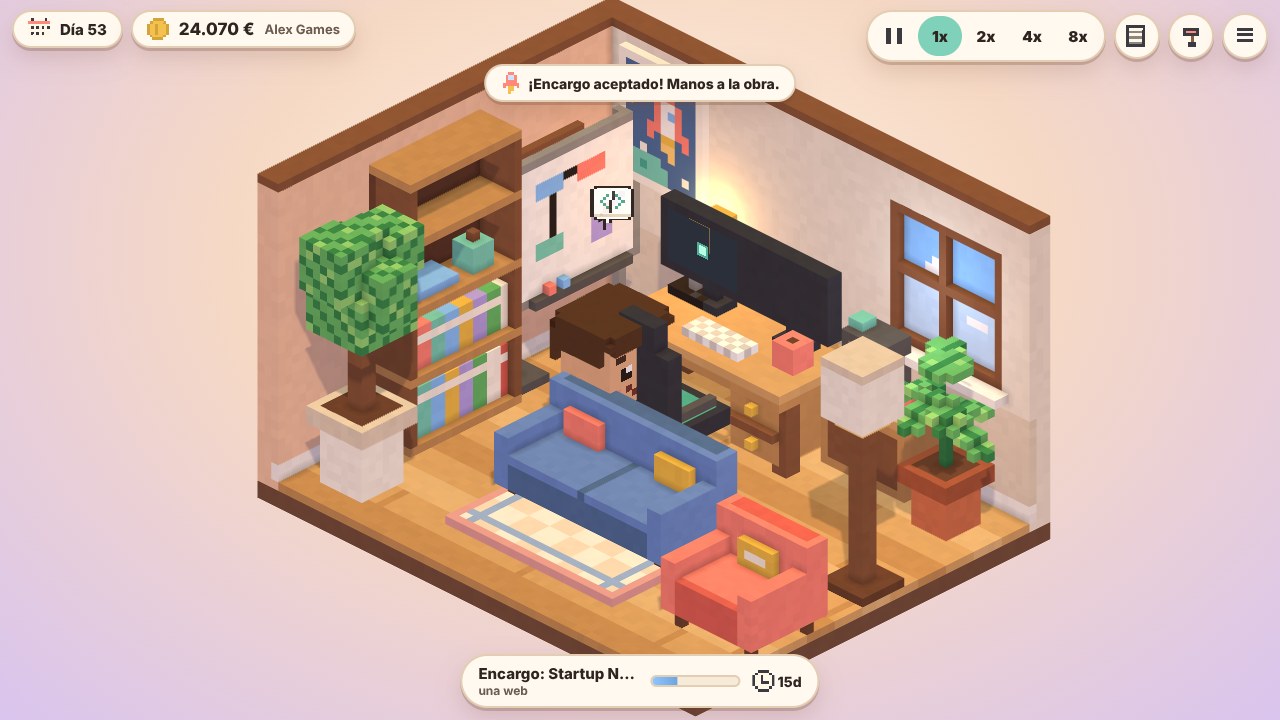 Día 53
24.070 €
Alex Games
1x
2x
4x
8x
¡Encargo aceptado! Manos a la obra.
Encargo: Startup N...
una web
15d